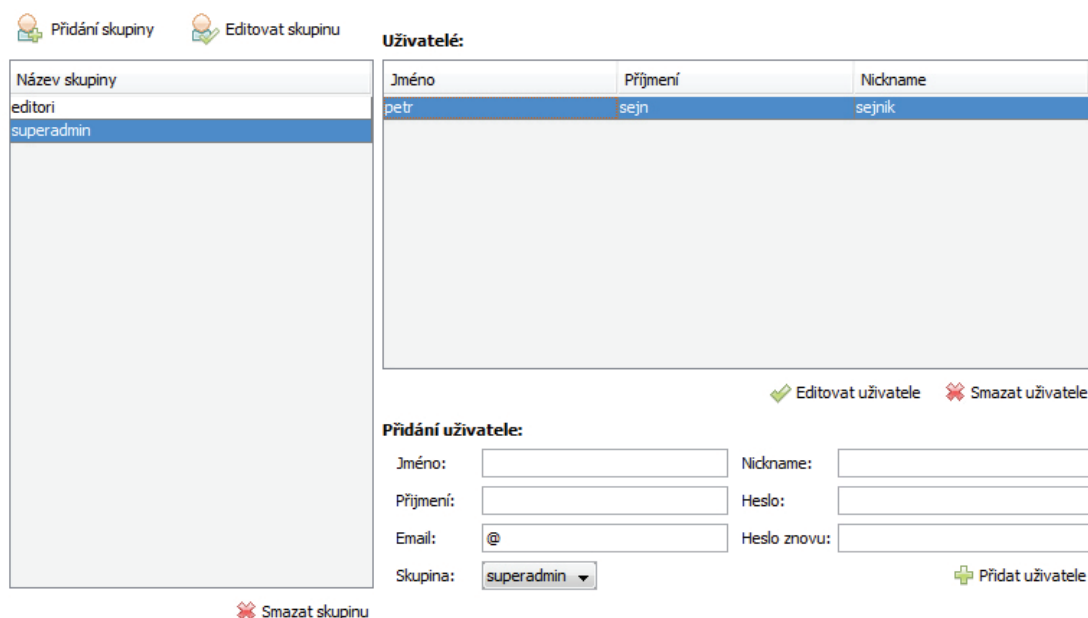 Přidání skupiny Editovat skupinu
Název skupiny
editori
superadmin
Smazat skupinu
Uživatelé:
Jméno Příjmení Nickname
petr sejn sejnik
Editovat uživatele Smazat uživatele
Přidání uživatele:
Jméno: Nickname:
Přijmení: Heslo:
Email: @ Heslo znovu:
Skupina: superadmin Přidat uživatele